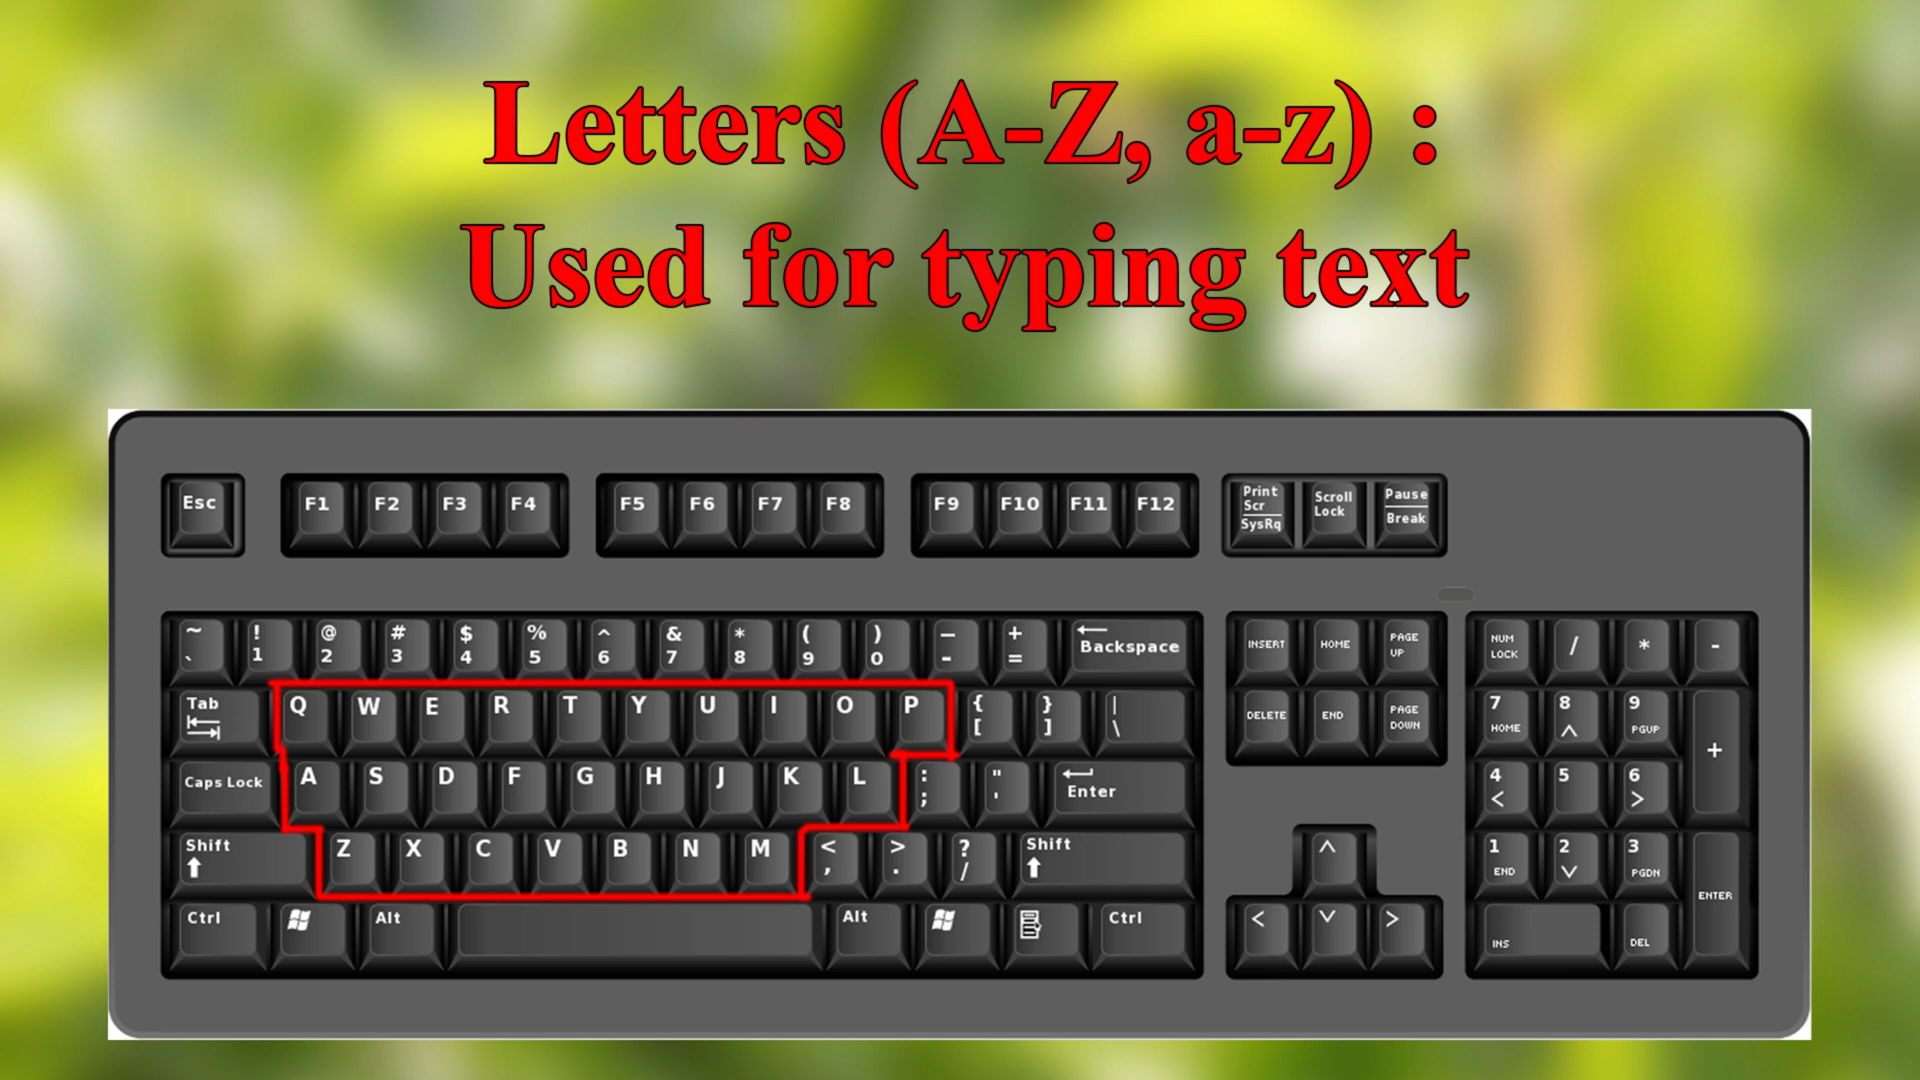 Letters (A-Z, a-z) :
Used for typing text
Esc F1 F2 F3 F4 F5 F6 F7 F8 F9 F10 F11 F12 Print Scr SysRq Scroll Lock Pause Break
~ ` ! 1 @ 2 # 3 $ 4 % 5 ^ 6 & 7 * 8 ( 9 ) 0 _ - + = Backspace INSERT HOME PAGE UP NUM LOCK / * -
Tab Q W E R T Y U I O P { [ } ] | \ DELETE END PAGE DOWN 7 HOME 8 9 PGUP +
Caps Lock A S D F G H J K L : ; " ' Enter 4 < 5 6 >
Shift Z X C V B N M < , > . ? / Shift ^ 1 END 2 3 PGDN ENTER
Ctrl Alt Alt Ctrl < > INS DEL